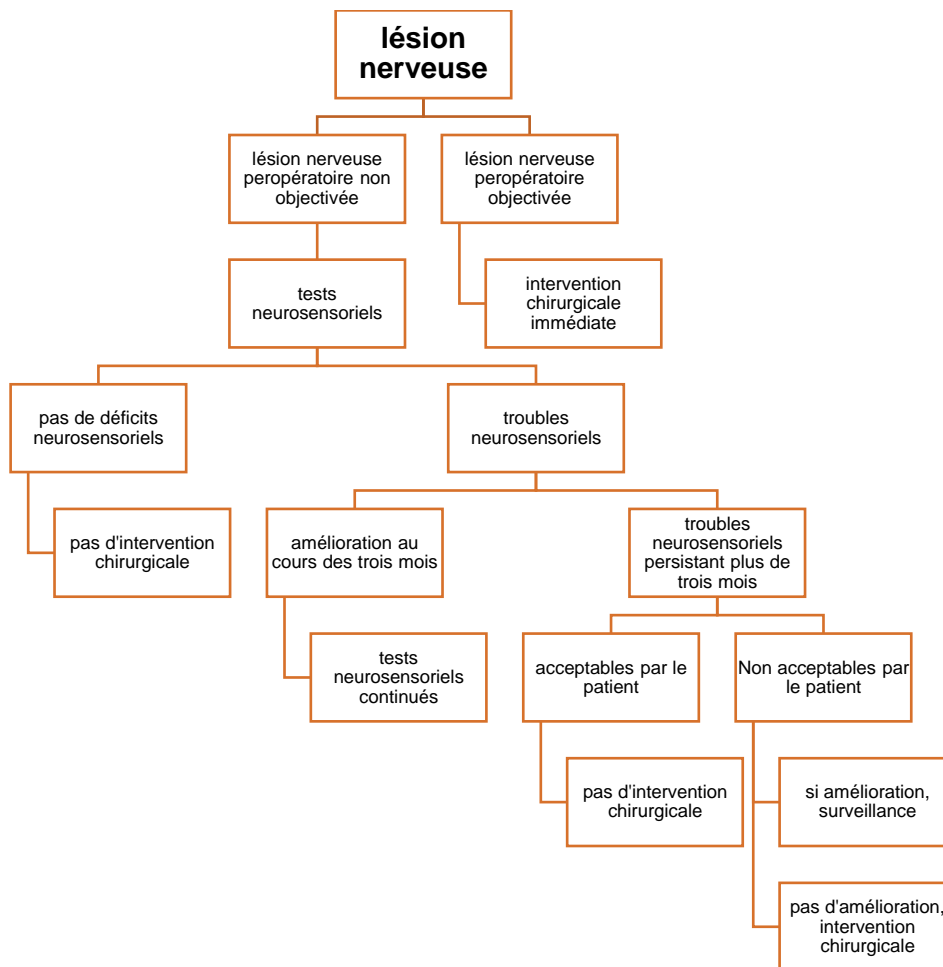 lésion
nerveuse
lésion nerveuse
peropératoire non
objectivée
lésion nerveuse
peropératoire
objectivée
tests
neurosensoriels
intervention
chirurgicale
immédiate
pas de déficits
neurosensoriels
troubles
neurosensoriels
pas d'intervention
chirurgicale
amélioration au
cours des trois mois
troubles
neurosensoriels
persistant plus de
trois mois
tests
neurosensoriels
continués
acceptables par le
patient
Non acceptables par
le patient
pas d'intervention
chirurgicale
si amélioration,
surveillance
pas d'amélioration,
intervention
chirurgicale